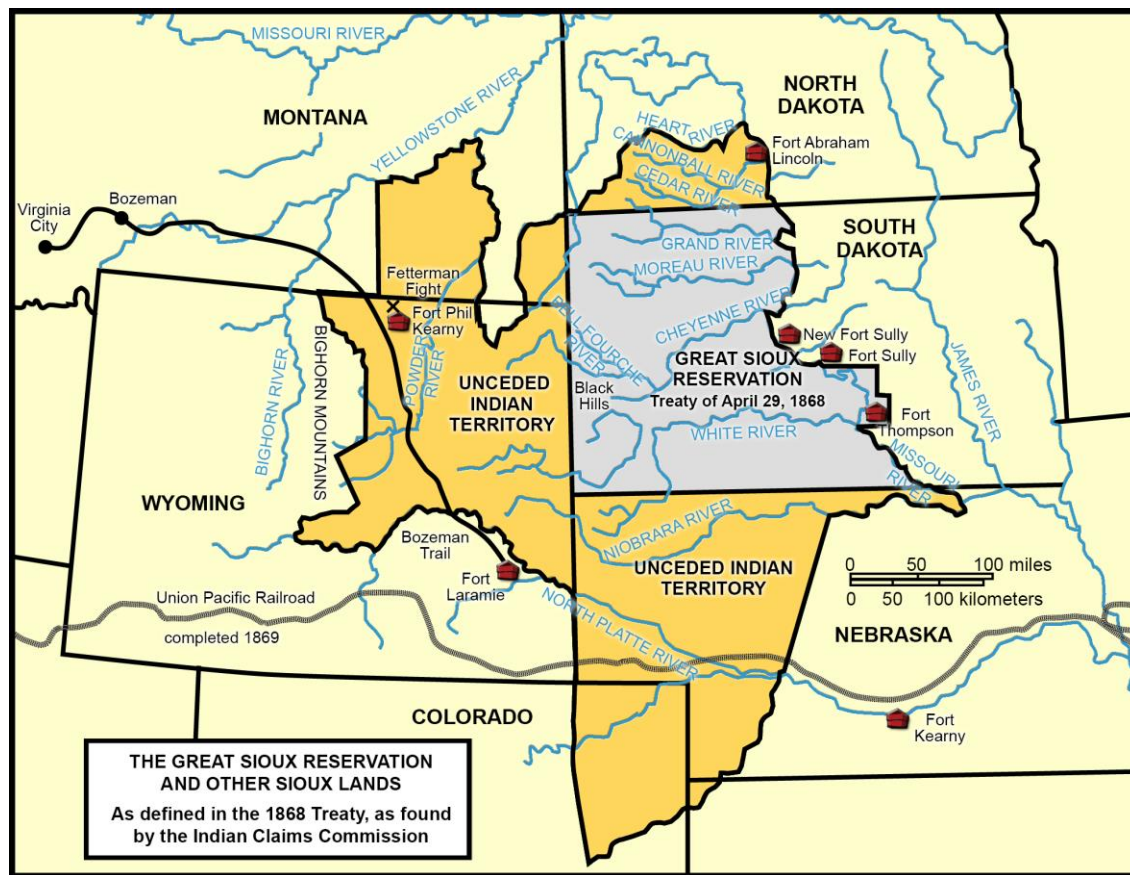 MISSOURI RIVER
MONTANA
YELLOWSTONE RIVER
NORTH
DAKOTA
HEART RIVER
CANNONBALL RIVER
CEDAR RIVER
Fort Abraham
Lincoln
Virginia
City
Bozeman
GRAND RIVER
MOREAU RIVER
SOUTH
DAKOTA
Fetterman
Fight
Fort Phil
Kearny
BELL FOURCHE
RIVER
CHEYENNE RIVER
New Fort Sully
Fort Sully
BIGHORN RIVER
BIGHORN MOUNTAINS
POWDER
RIVER
UNCEDED
INDIAN
TERRITORY
Black
Hills
GREAT SIOUX
RESERVATION
Treaty of April 29, 1868
JAMES RIVER
WHITE RIVER
Fort
Thompson
MISSOURI
RIVER
WYOMING
NIOBRARA RIVER
Bozeman
Trail
Fort
Laramie
UNCEDED INDIAN
TERRITORY
0 50 100 miles
0 50 100 kilometers
Union Pacific Railroad
completed 1869
NORTH PLATTE RIVER
NEBRASKA
COLORADO
Fort
Kearny
THE GREAT SIOUX RESERVATION
AND OTHER SIOUX LANDS
As defined in the 1868 Treaty, as found
by the Indian Claims Commission